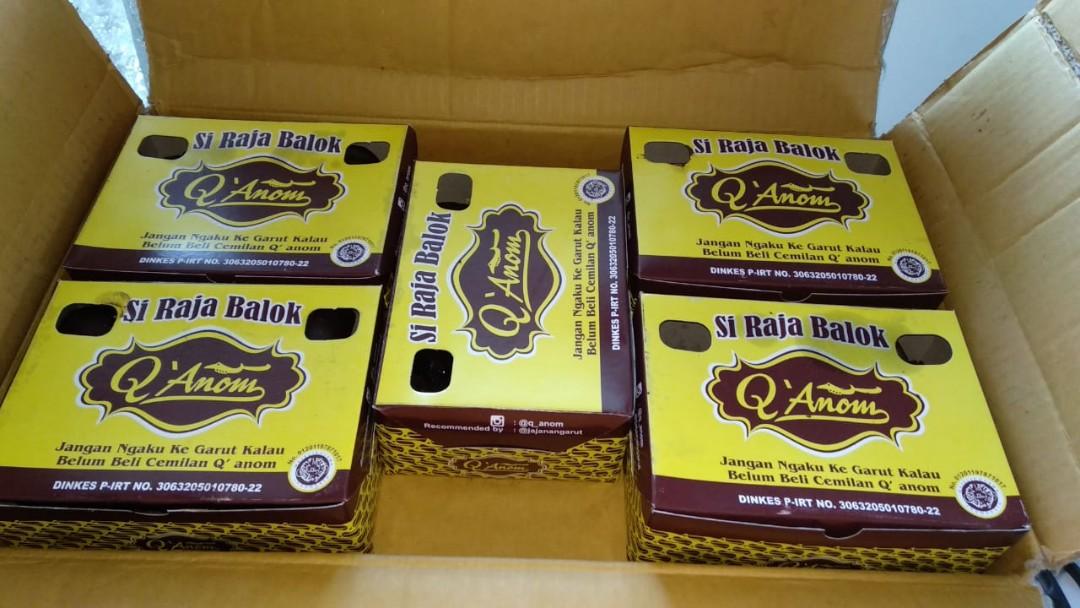 Si Raja Balok
Q'Anom
Jangan Ngaku Ke Garut Kalau
Belum Beli Cemilan Q' anom
DINKES P-IRT NO. 3063205010780-22
Si Raja Balok
Q'Anom
Jangan Ngaku Ke Garut Kalau
Belum Beli Cemilan Q' anom
DINKES P-IRT NO. 3063205010780-22
Q'Anom
Si Raja Balok
Q'Anom
Jangan Ngaku Ke Garut Kalau
Belum Beli Cemilan Q' anom
DINKES P-IRT NO. 3063205010780-22
Recommended by : @q_anom
: @jajanangarut
Q'Anom
Si Raja Balok
Q'Anom
Jangan Ngaku Ke Garut Kalau
Belum Beli Cemilan Q' anom
DINKES P-IRT NO. 3063205010780-22
Si Raja Balok
Q'Anom
Jangan Ngaku Ke Garut Kalau
Belum Beli Cemilan Q' anom
DINKES P-IRT NO. 3063205010780-22